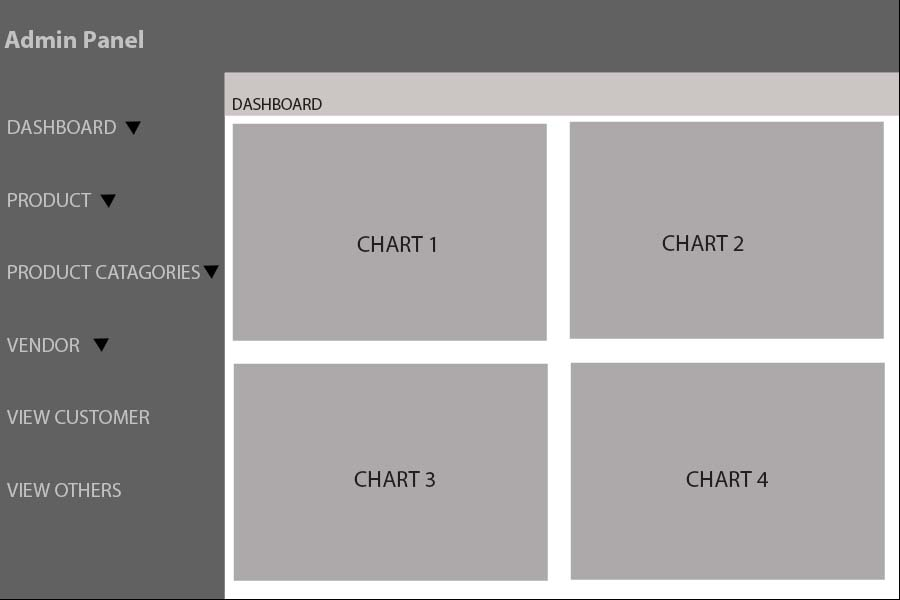 Admin Panel
DASHBOARD
PRODUCT
PRODUCT CATAGORIES
VENDOR
VIEW CUSTOMER
VIEW OTHERS
DASHBOARD
CHART 1
CHART 2
CHART 3
CHART 4